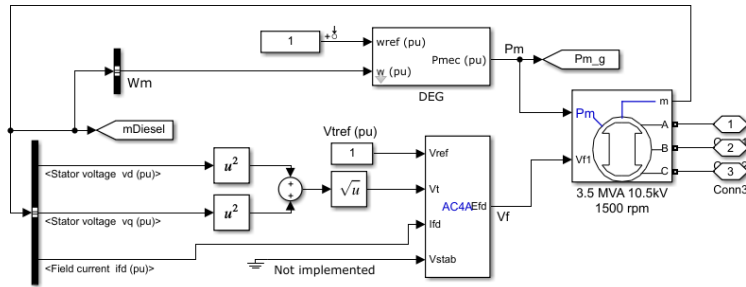 1
wref (pu)
w (pu)
Pmec (pu)
DEG
Pm
Pm_g
Wm
mDiesel
Vtref (pu)
1
<Stator voltage vd (pu)>
u²
+
+
√u
<Stator voltage vq (pu)>
u²
<Field current ifd (pu)>
Not implemented
Vref
Vt
Ifd
Vstab
AC4A
Efd
Vf
Pm
Vf1
m
A
B
C
3.5 MVA 10.5kV
1500 rpm
1
2
3
Conn3